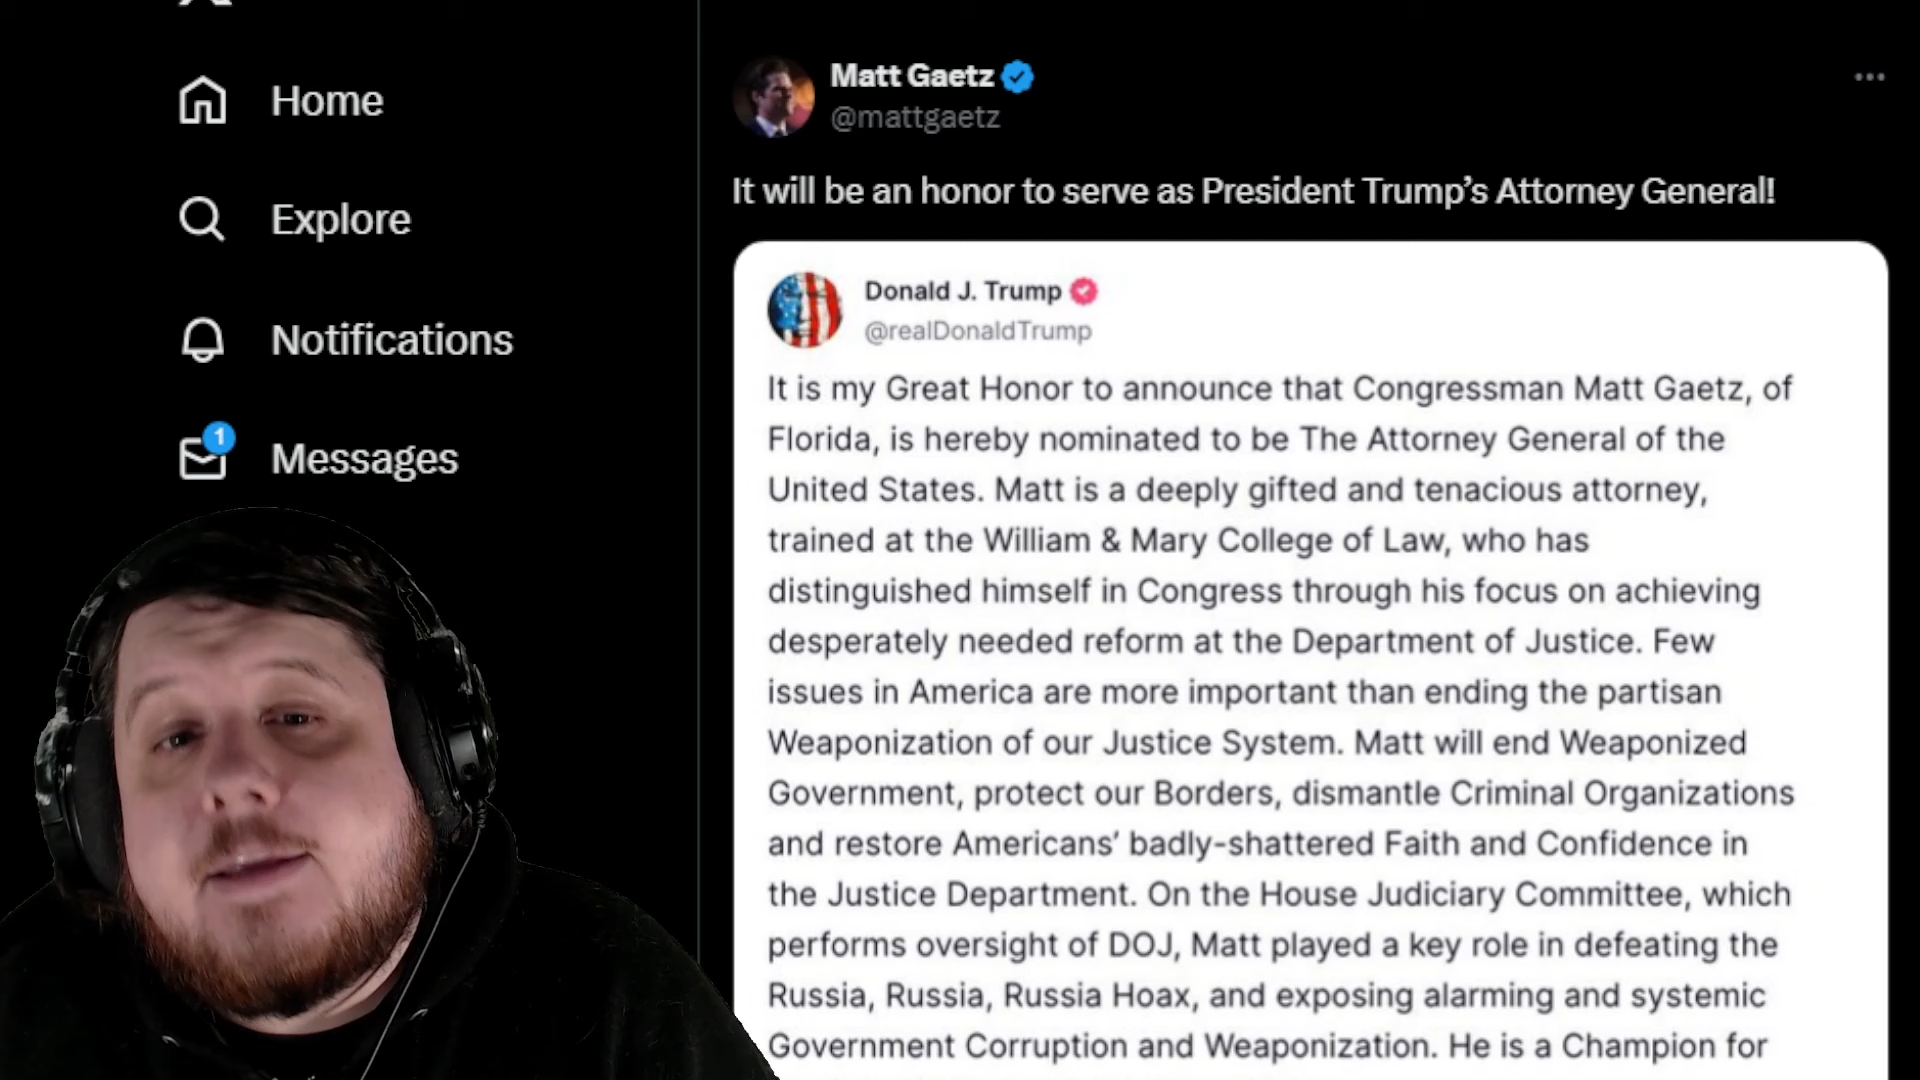 Home
Explore
Notifications
1
Messages
Matt Gaetz
@mattgaetz
It will be an honor to serve as President Trump’s Attorney General!
Donald J. Trump
@realDonaldTrump
It is my Great Honor to announce that Congressman Matt Gaetz, of
Florida, is hereby nominated to be The Attorney General of the
United States. Matt is a deeply gifted and tenacious attorney,
trained at the William & Mary College of Law, who has
distinguished himself in Congress through his focus on achieving
desperately needed reform at the Department of Justice. Few
issues in America are more important than ending the partisan
Weaponization of our Justice System. Matt will end Weaponized
Government, protect our Borders, dismantle Criminal Organizations
and restore Americans’ badly-shattered Faith and Confidence in
the Justice Department. On the House Judiciary Committee, which
performs oversight of DOJ, Matt played a key role in defeating the
Russia, Russia, Russia Hoax, and exposing alarming and systemic
Government Corruption and Weaponization. He is a Champion for